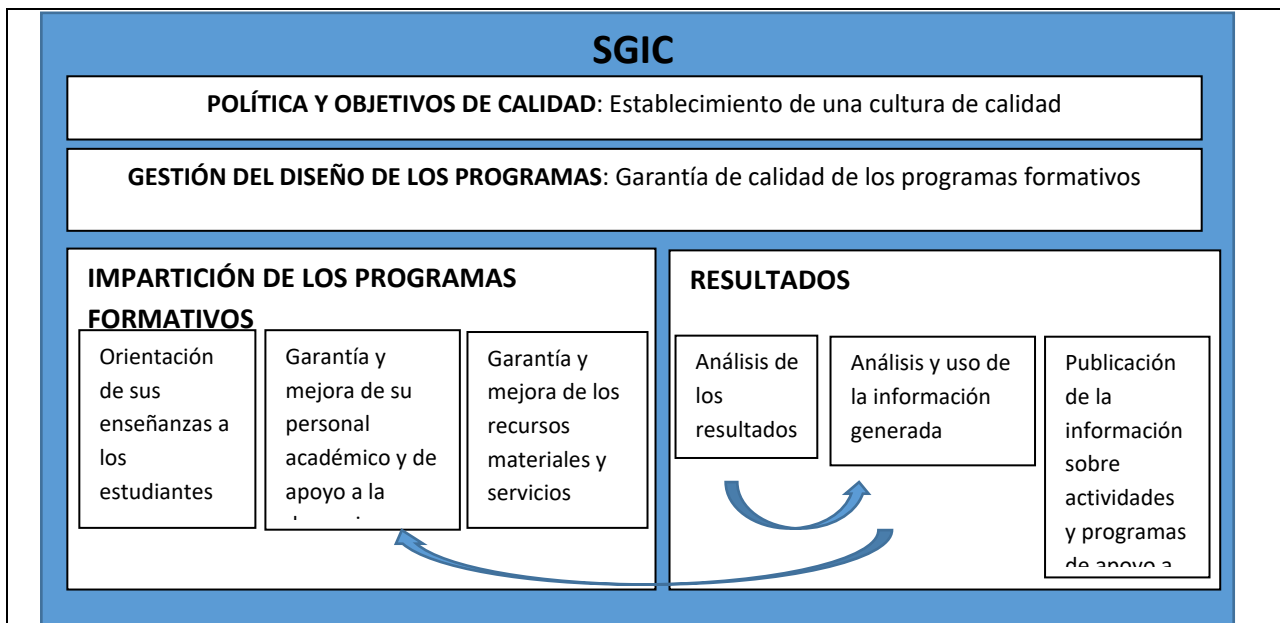 SGIC
POLÍTICA Y OBJETIVOS DE CALIDAD: Establecimiento de una cultura de calidad
GESTIÓN DEL DISEÑO DE LOS PROGRAMAS: Garantía de calidad de los programas formativos
IMPARTICIÓN DE LOS PROGRAMAS
FORMATIVOS
Orientación
de sus
enseñanzas a
los
estudiantes
Garantía y
mejora de su
personal
académico y de
apoyo a la
Garantía y
mejora de los
recursos
materiales y
servicios
RESULTADOS
Análisis de
los
resultados
Análisis y uso de
la información
generada
Publicación
de la
información
sobre
actividades
y programas
de apoyo a